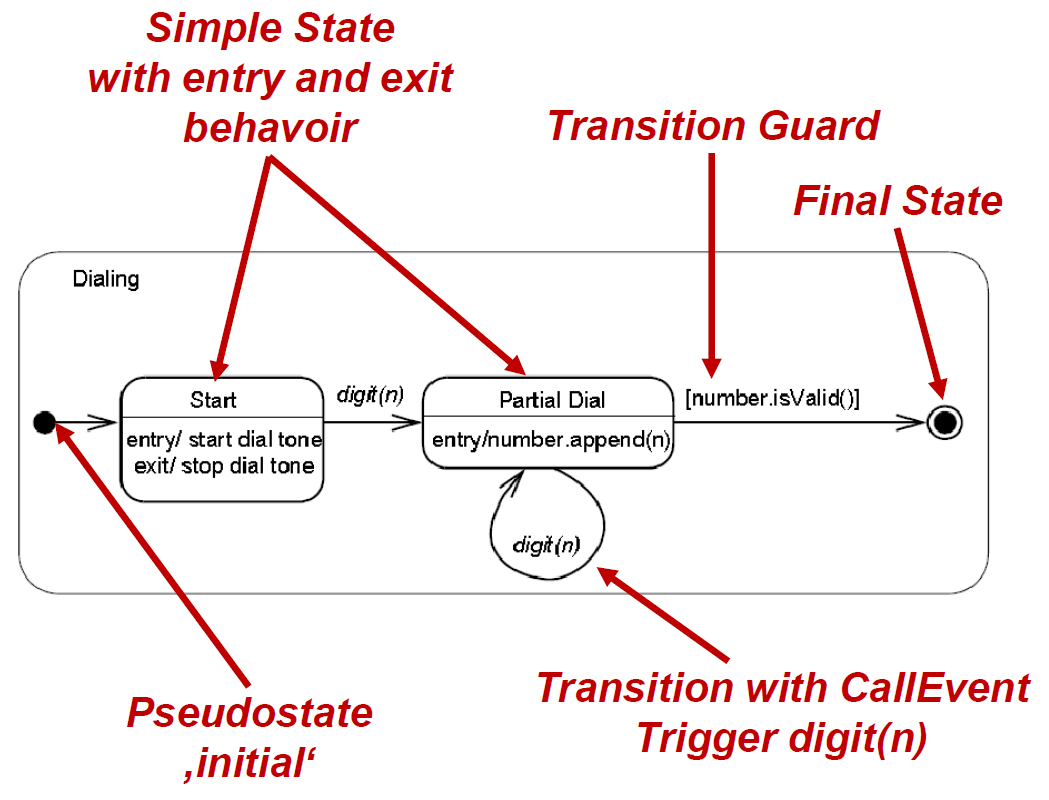 Simple State
with entry and exit
behavoir
Transition Guard
Final State
Dialing
Start
entry/ start dial tone
exit/ stop dial tone
digit(n)
Partial Dial
entry/number.append(n)
[number.isValid()]
digit(n)
Transition with CallEvent
Trigger digit(n)
Pseudostate
‚initial‘